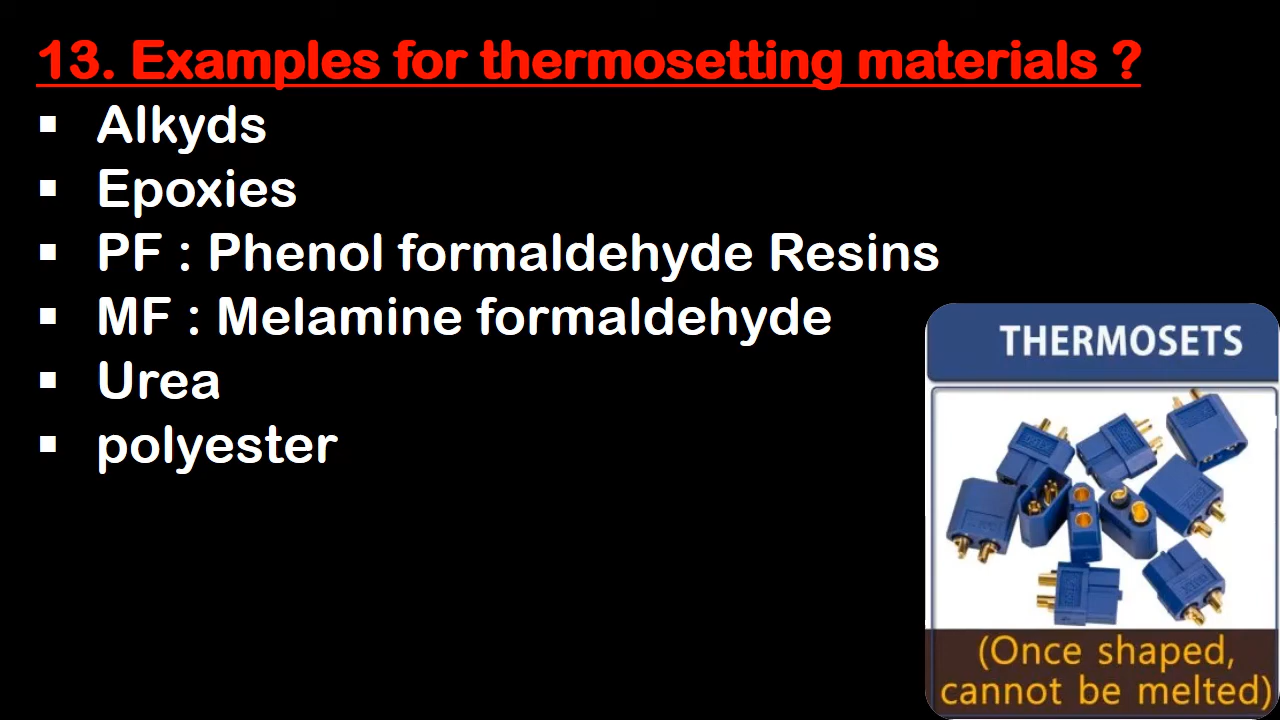 13. Examples for thermosetting materials ?
▪ Alkyds
▪ Epoxies
▪ PF : Phenol formaldehyde Resins
▪ MF : Melamine formaldehyde
▪ Urea
▪ polyester
THERMOSETS
(Once shaped,
cannot be melted)